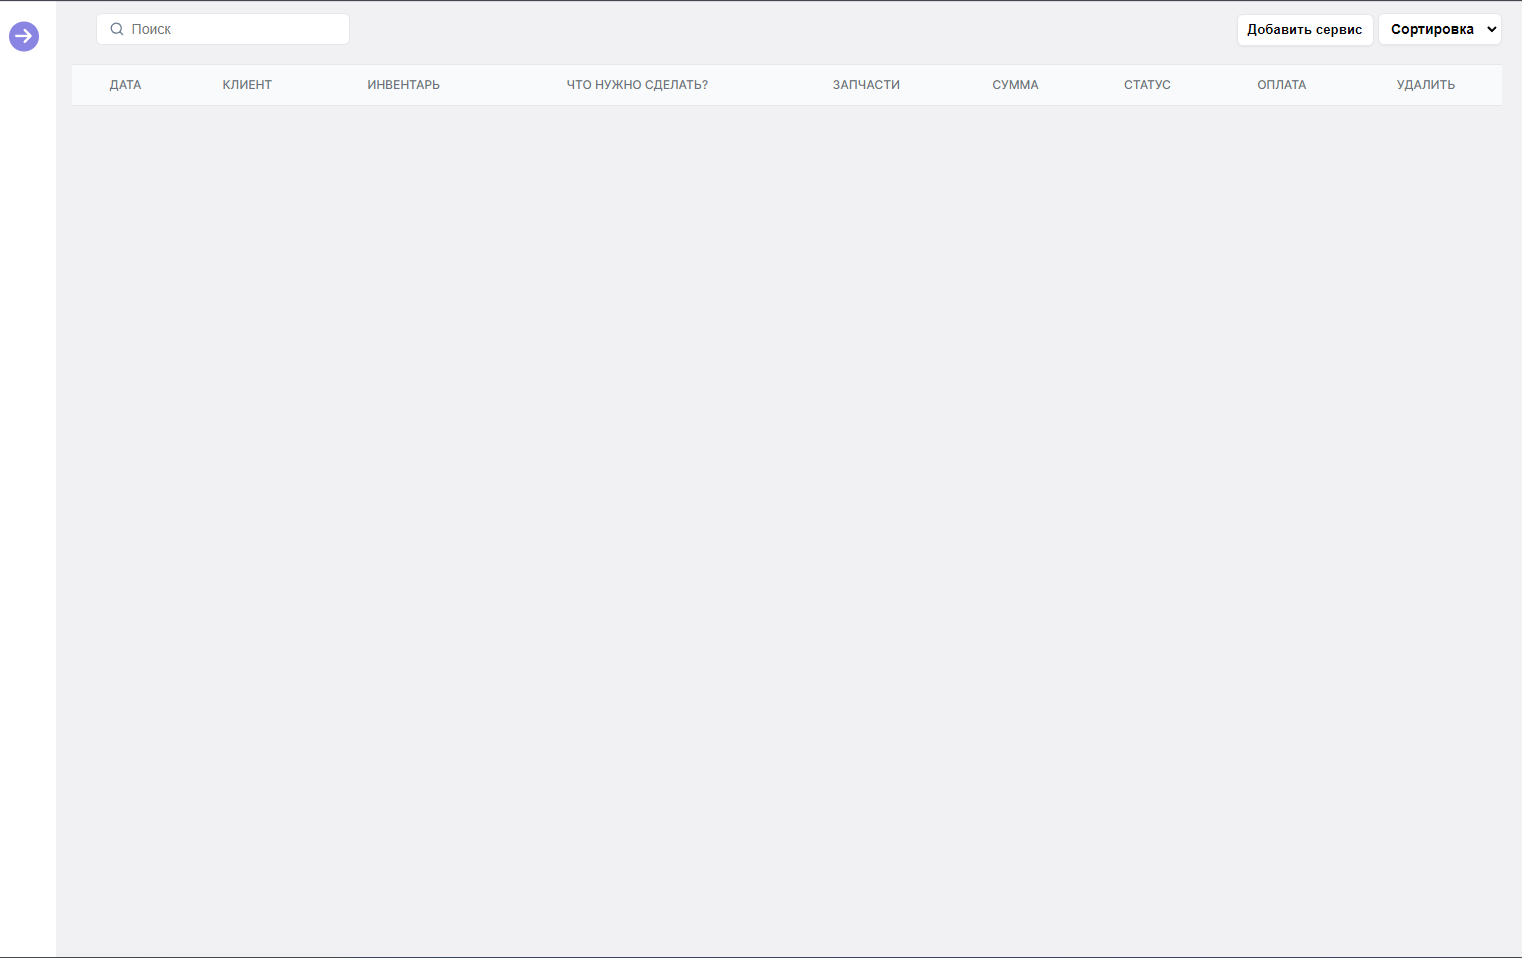 Поиск
Добавить сервис
Сортировка
ДАТА КЛИЕНТ ИНВЕНТАРЬ ЧТО НУЖНО СДЕЛАТЬ? ЗАПЧАСТИ СУММА СТАТУС ОПЛАТА УДАЛИТЬ